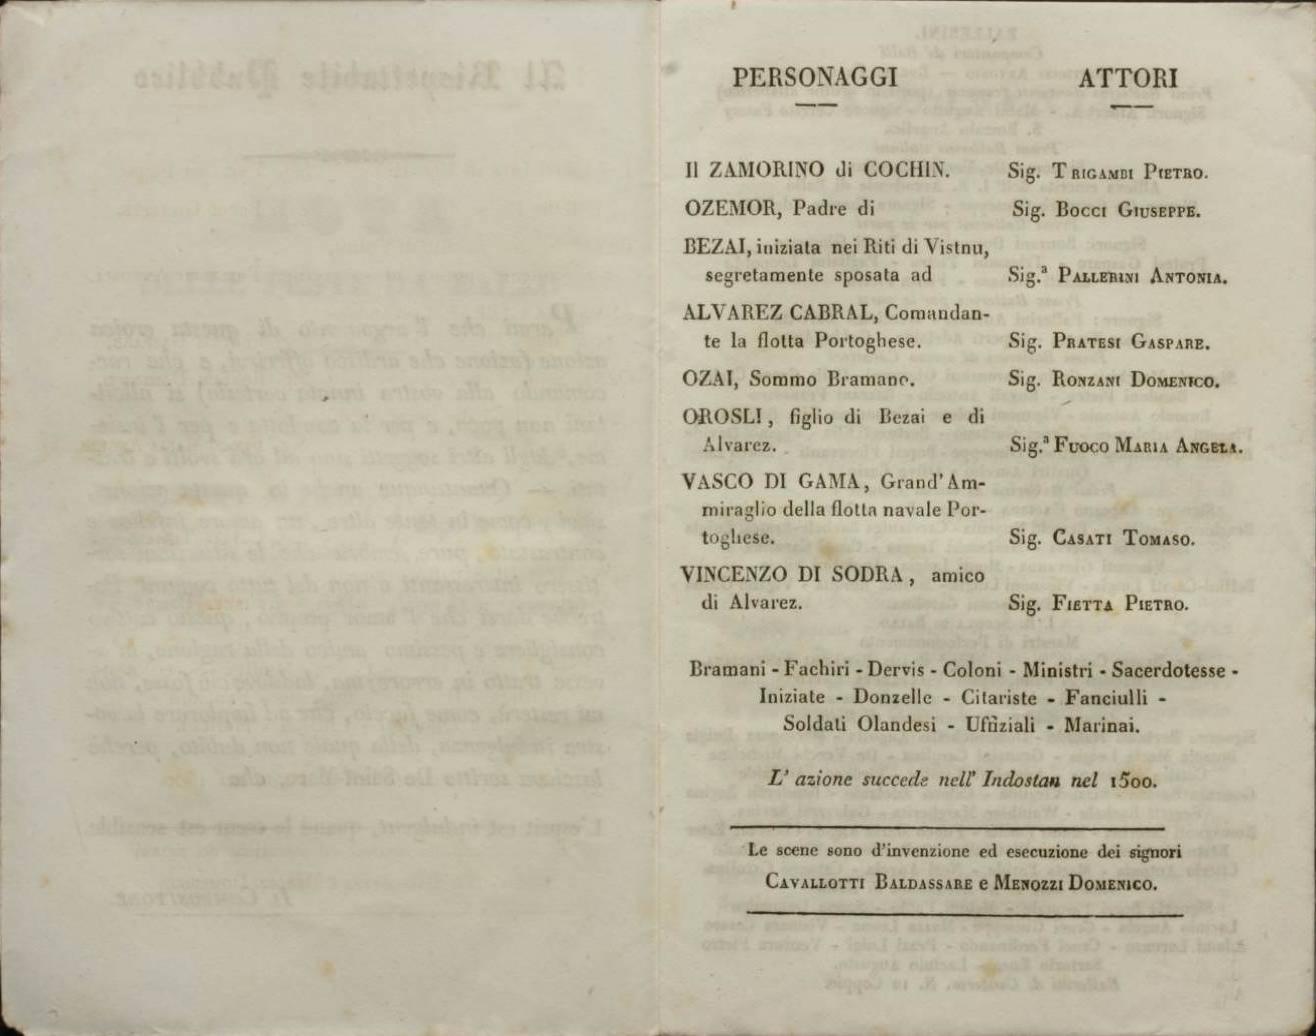 PERSONAGGI ATTORI
Il ZAMORINO di COCHIN. Sig. TRIGAMBI PIETRO.
OZEMOR, Padre di Sig. BOCCI GIUSEPPE.
BEZAI, iniziata nei Riti di Vistnu,
segretamente sposata ad Sig.ª PALLERINI ANTONIA.
ALVAREZ CABRAL, Comandan-
te la flotta Portoghese. Sig. PRATESI GASPARE.
OZAI, Sommo Bramano. Sig. RONZANI DOMENICO.
OROSLI, figlio di Bezai e di
Alvarez. Sig.ª FUOCO MARIA ANGELA.
VASCO DI GAMA, Grand' Am-
miraglio della flotta navale Por-
toghese. Sig. CASATI TOMASO.
VINCENZO DI SODRA, amico
di Alvarez. Sig. FIETTA PIETRO.
Bramani - Fachiri - Dervis - Coloni - Ministri - Sacerdotesse -
Iniziate - Donzelle - Citariste - Fanciulli -
Soldati Olandesi - Uffiziali - Marinai.
L' azione succede nell' Indostan nel 1500.
Le scene sono d'invenzione ed esecuzione dei signori
CAVALLOTTI BALDASSARE e MENOZZI DOMENICO.